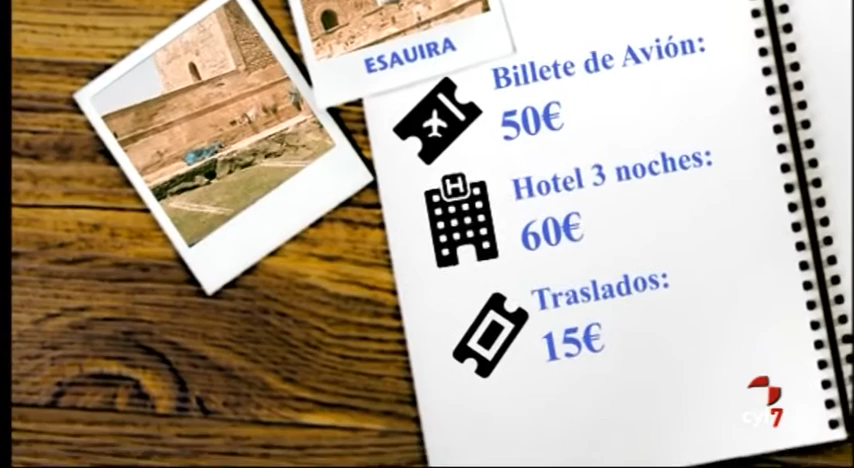 ESAUIRA
Billete de Avión:
50€
H
Hotel 3 noches:
60€
Traslados:
15€
cyl7